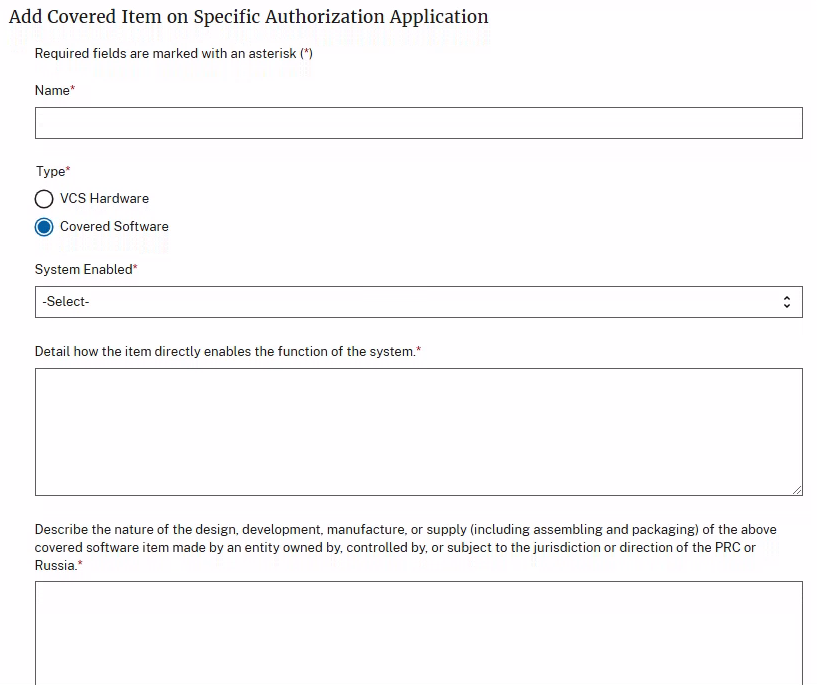 Add Covered Item on Specific Authorization Application
Required fields are marked with an asterisk (*)
Name*
Type*
VCS Hardware
Covered Software
System Enabled*
-Select-
Detail how the item directly enables the function of the system.*
Describe the nature of the design, development, manufacture, or supply (including assembling and packaging) of the above
covered software item made by an entity owned by, controlled by, or subject to the jurisdiction or direction of the PRC or
Russia.*